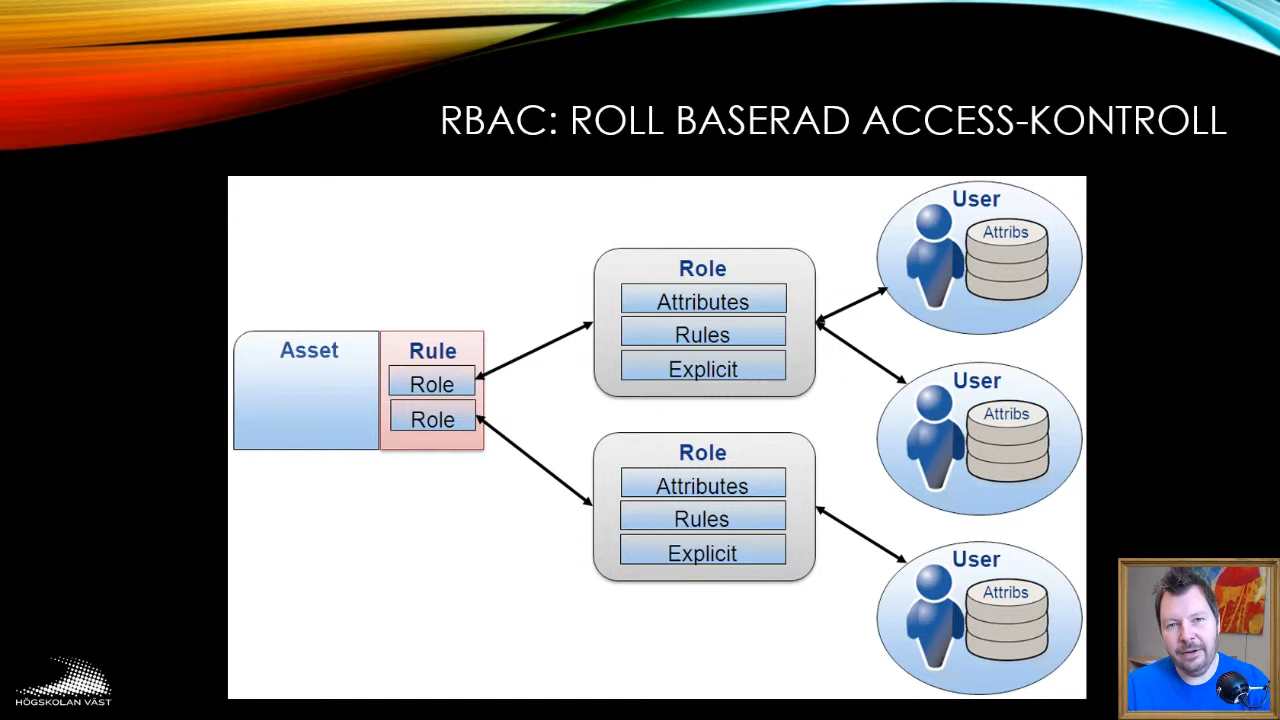 RBAC: ROLL BASERAD ACCESS-KONTROLL
Asset
Rule
Role
Role
Role
Attributes
Rules
Explicit
Role
Attributes
Rules
Explicit
User
Attribs
User
Attribs
User
Attribs
HÖGSKOLAN VÄST